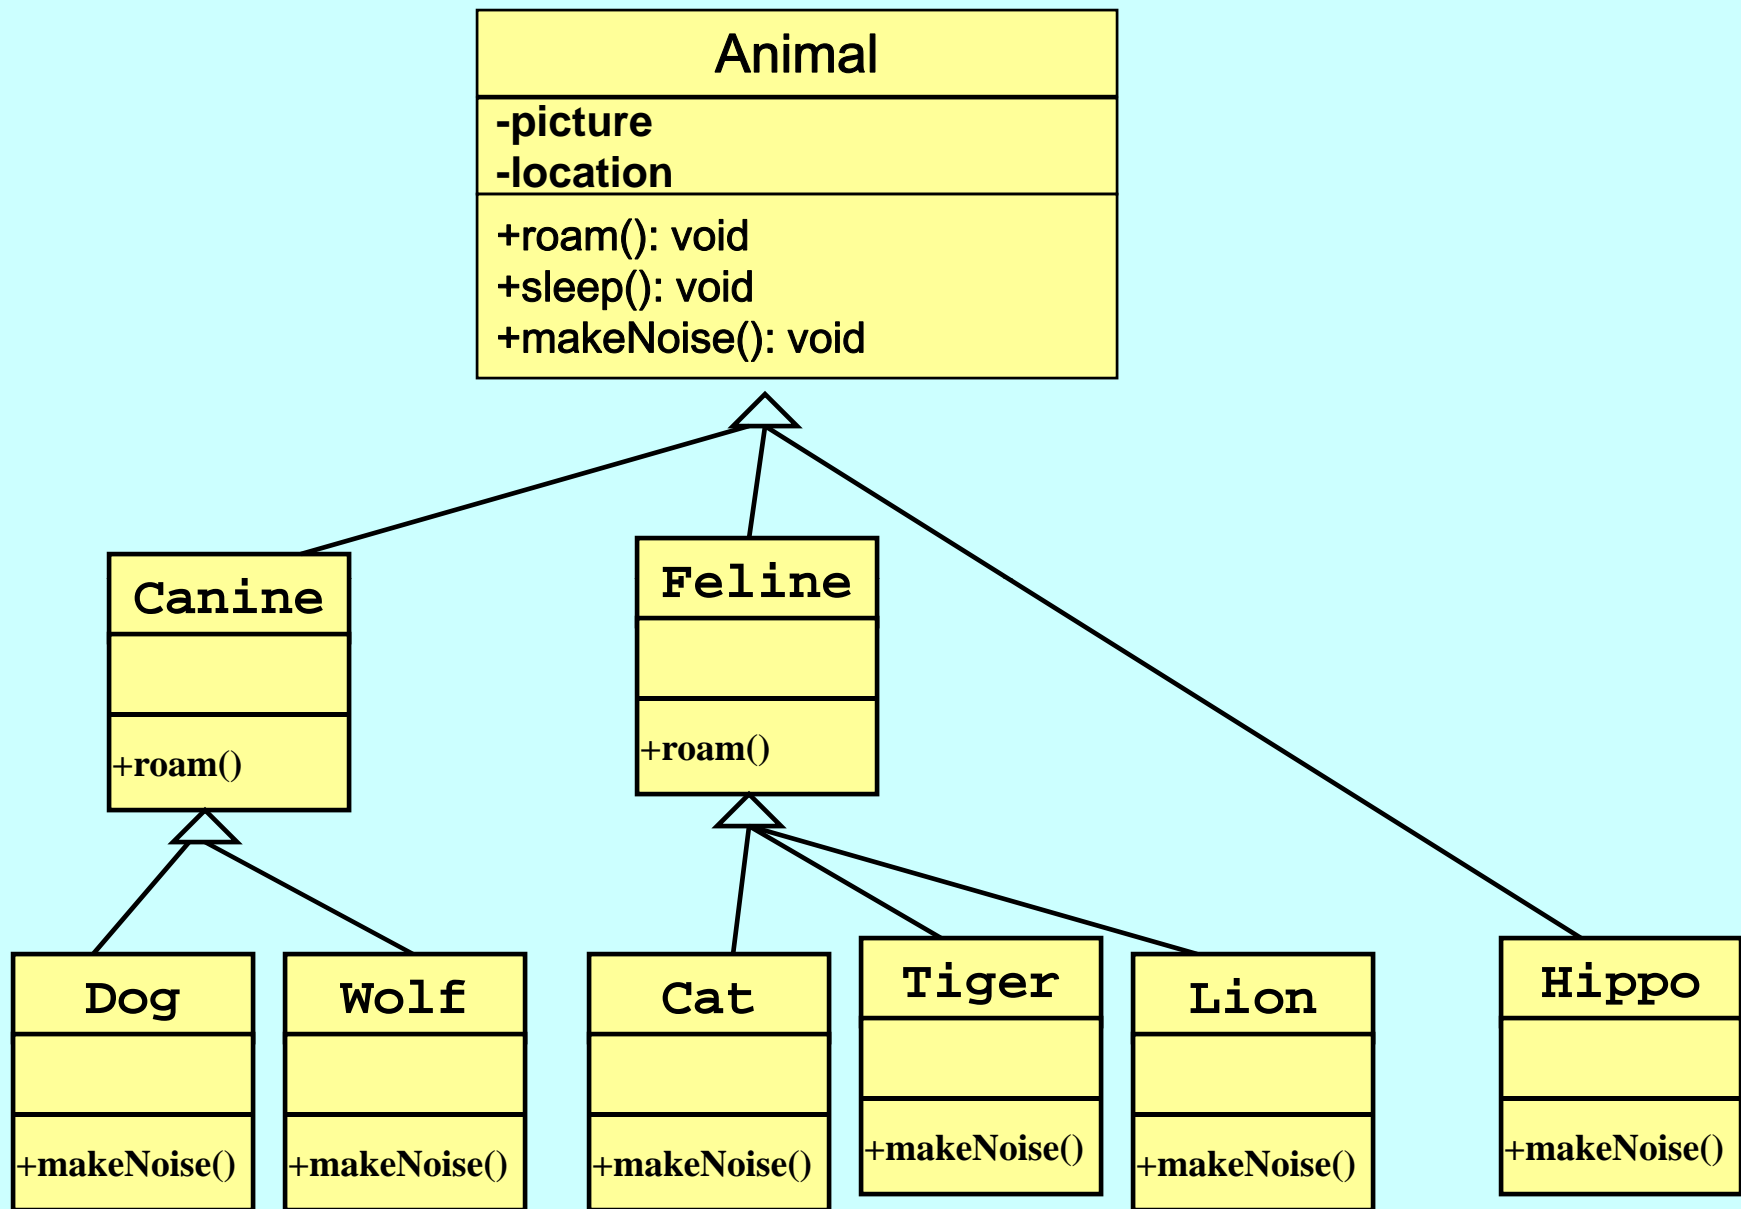 Animal
-picture
-location
+roam(): void
+sleep(): void
+makeNoise(): void
Canine
+roam()
Feline
+roam()
Dog
+makeNoise()
Wolf
+makeNoise()
Cat
+makeNoise()
Tiger
+makeNoise()
Lion
+makeNoise()
Hippo
+makeNoise()